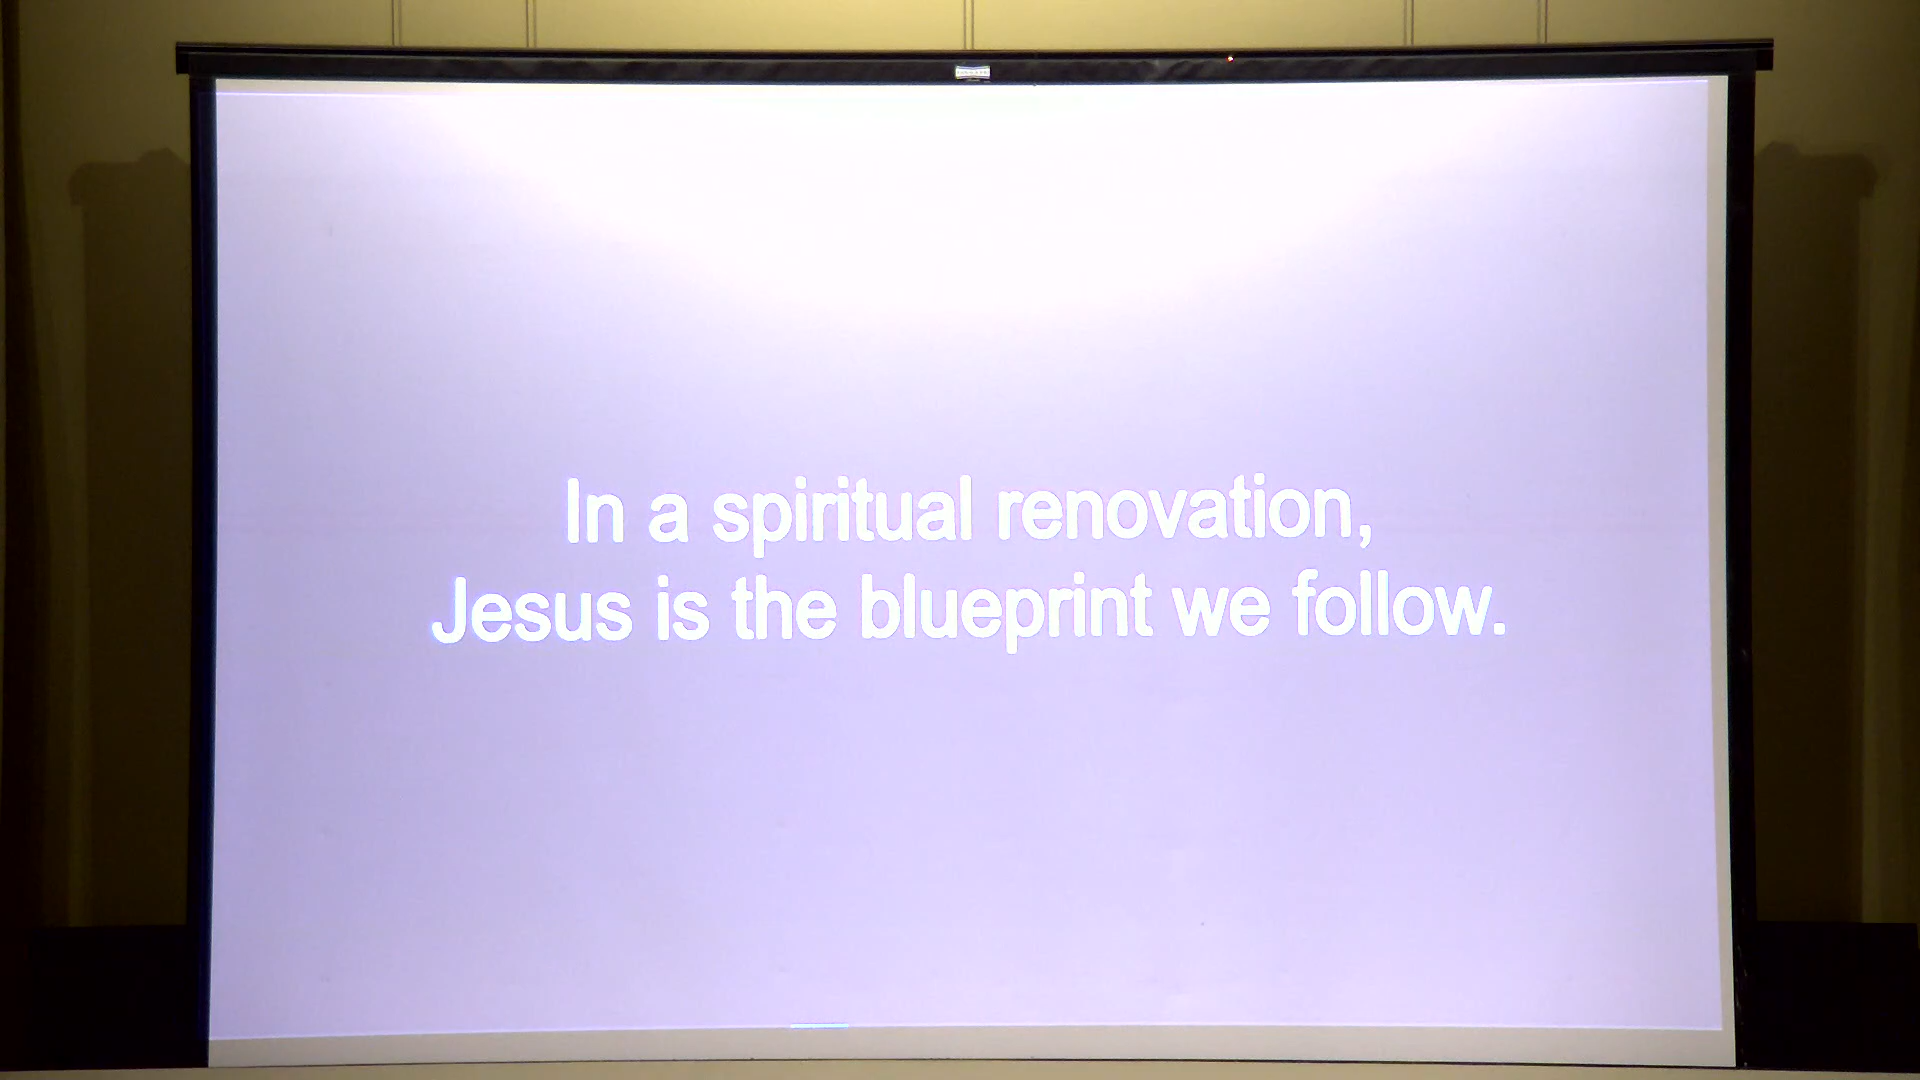 In a spiritual renovation,
Jesus is the blueprint we follow.